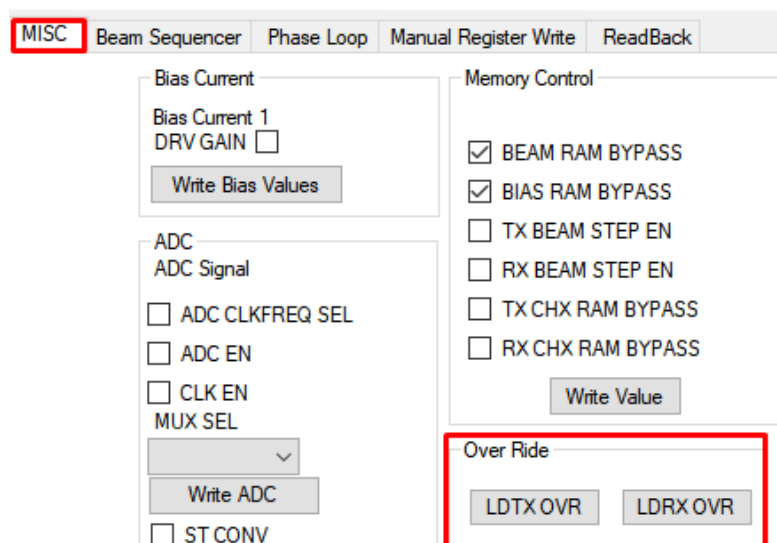 MISC
Beam Sequencer
Phase Loop
Manual Register Write
ReadBack
Bias Current
Bias Current 1
DRV GAIN
Write Bias Values
ADC
ADC Signal
ADC CLKFREQ SEL
ADC EN
CLK EN
MUX SEL
Write ADC
ST CONV
Memory Control
BEAM RAM BYPASS
BIAS RAM BYPASS
TX BEAM STEP EN
RX BEAM STEP EN
TX CHX RAM BYPASS
RX CHX RAM BYPASS
Write Value
Over Ride
LDTX OVR
LDRX OVR